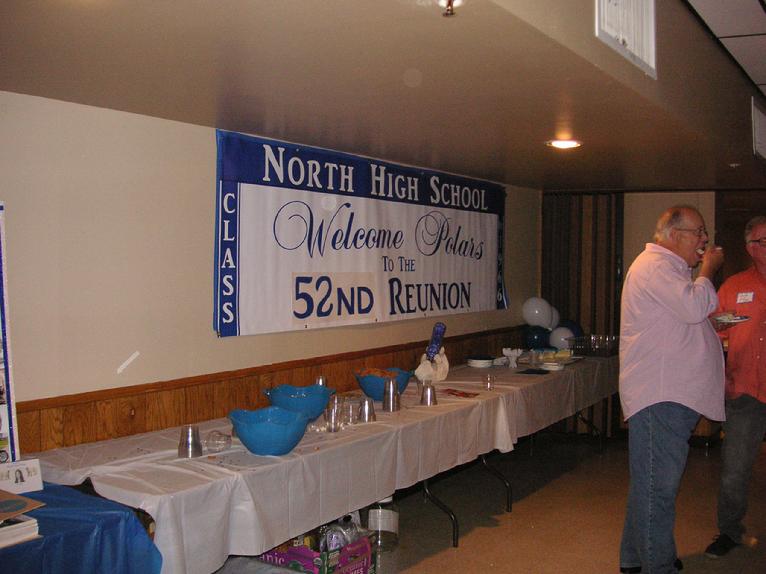 NORTH HIGH SCHOOL
CLASS
Welcome Polars
TO THE
52ND REUNION